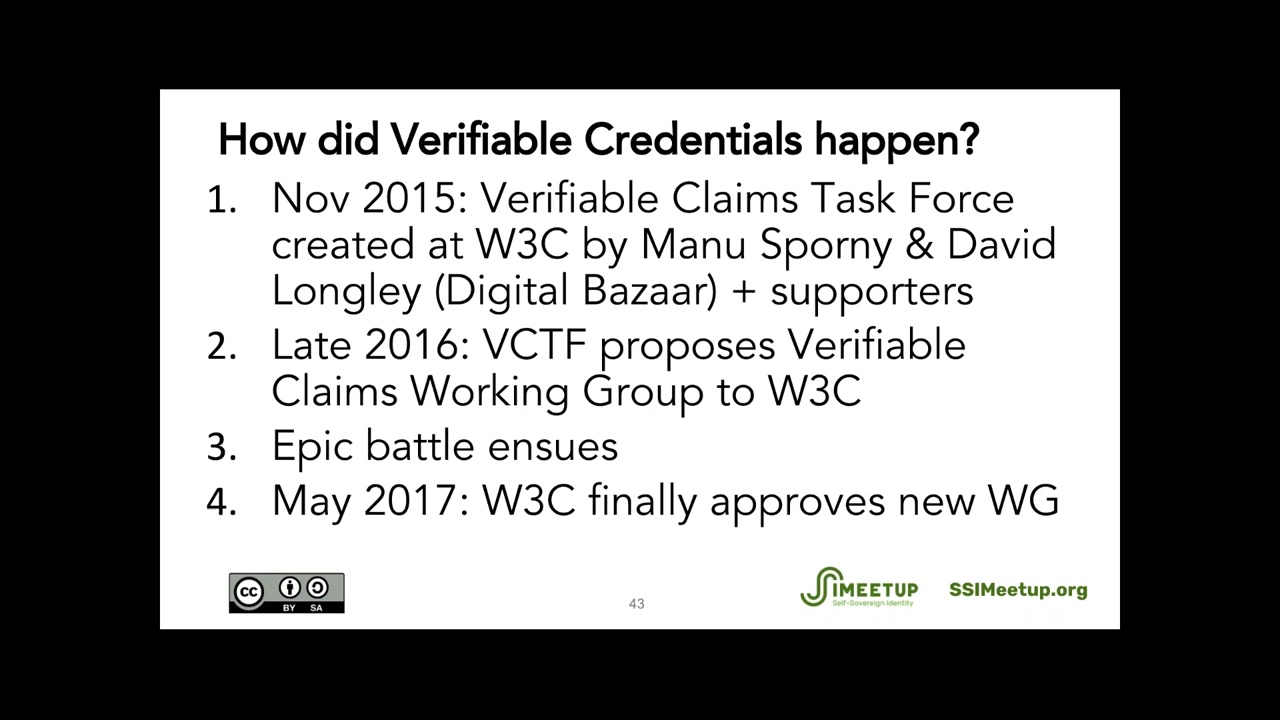 How did Verifiable Credentials happen?
1. Nov 2015: Verifiable Claims Task Force
created at W3C by Manu Sporny & David
Longley (Digital Bazaar) + supporters
2. Late 2016: VCTF proposes Verifiable
Claims Working Group to W3C
3. Epic battle ensues
4. May 2017: W3C finally approves new WG
cc
BY SA
43
SSIMEETUP
Self-Sovereign Identity
SSIMeetup.org